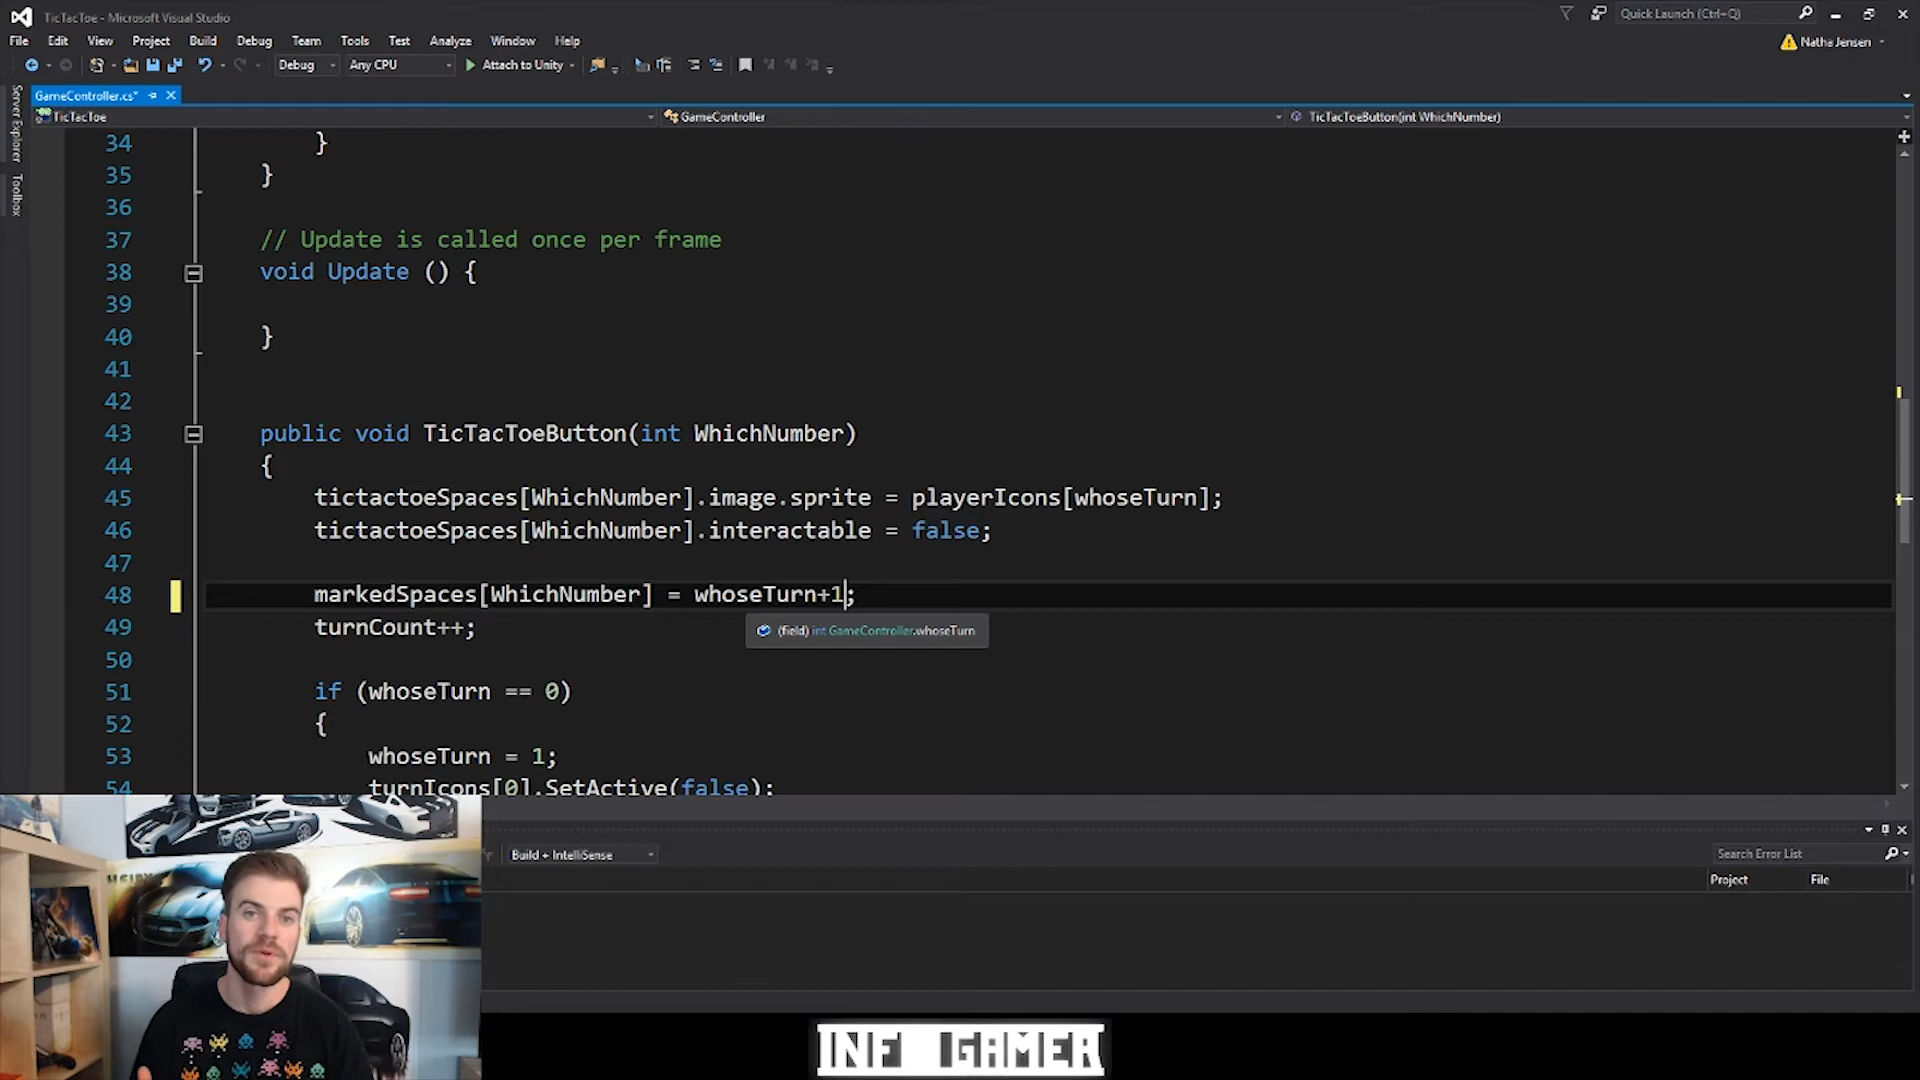 TicTacToe - Microsoft Visual Studio
Quick Launch (Ctrl+Q)
File Edit View Project Build Debug Team Tools Test Analyze Window Help
Natha Jensen
Debug Any CPU Attach to Unity
Server Explorer
Toolbox
GameController.cs*
TicTacToe GameController TicTacToeButton(int WhichNumber)
34 }
35 }
36
37 // Update is called once per frame
38 void Update () {
39
40 }
41
42
43 public void TicTacToeButton(int WhichNumber)
44 {
45 tictactoeSpaces[WhichNumber].image.sprite = playerIcons[whoseTurn];
46 tictactoeSpaces[WhichNumber].interactable = false;
47
48 markedSpaces[WhichNumber] = whoseTurn+1;
49 turnCount++;
(field) int GameController.whoseTurn
50
51 if (whoseTurn == 0)
52 {
53 whoseTurn = 1;
54 turnIcons[0].SetActive(false);
Build + IntelliSense
Search Error List
Project File
INF GAMER